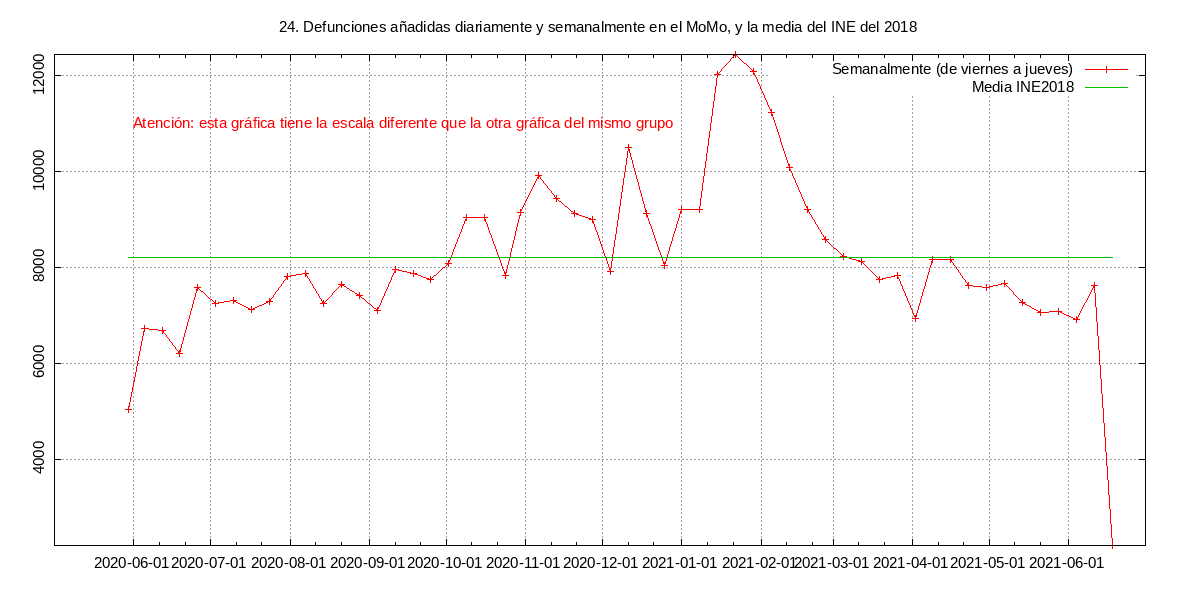 24. Defunciones añadidas diariamente y semanalmente en el MoMo, y la media del INE del 2018
Semanalmente (de viernes a jueves)
Media INE2018
Atención: esta gráfica tiene la escala diferente que la otra gráfica del mismo grupo
12000
10000
8000
6000
4000
2020-06-01 2020-07-01 2020-08-01 2020-09-01 2020-10-01 2020-11-01 2020-12-01 2021-01-01 2021-02-01 2021-03-01 2021-04-01 2021-05-01 2021-06-01